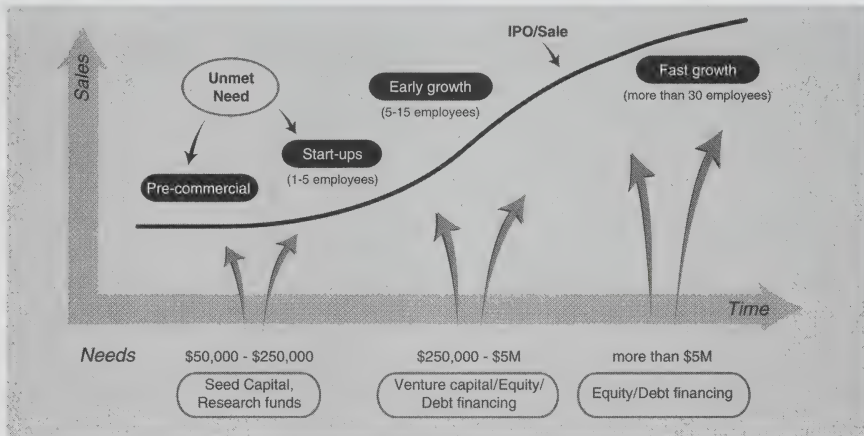 Sales
IPO/Sale
Unmet
Need
Early growth
(5-15 employees)
Fast growth
(more than 30 employees)
Start-ups
(1-5 employees)
Pre-commercial
Time
Needs
$50,000 - $250,000
$250,000 - $5M
more than $5M
Seed Capital,
Research funds
Venture capital/Equity/
Debt financing
Equity/Debt financing